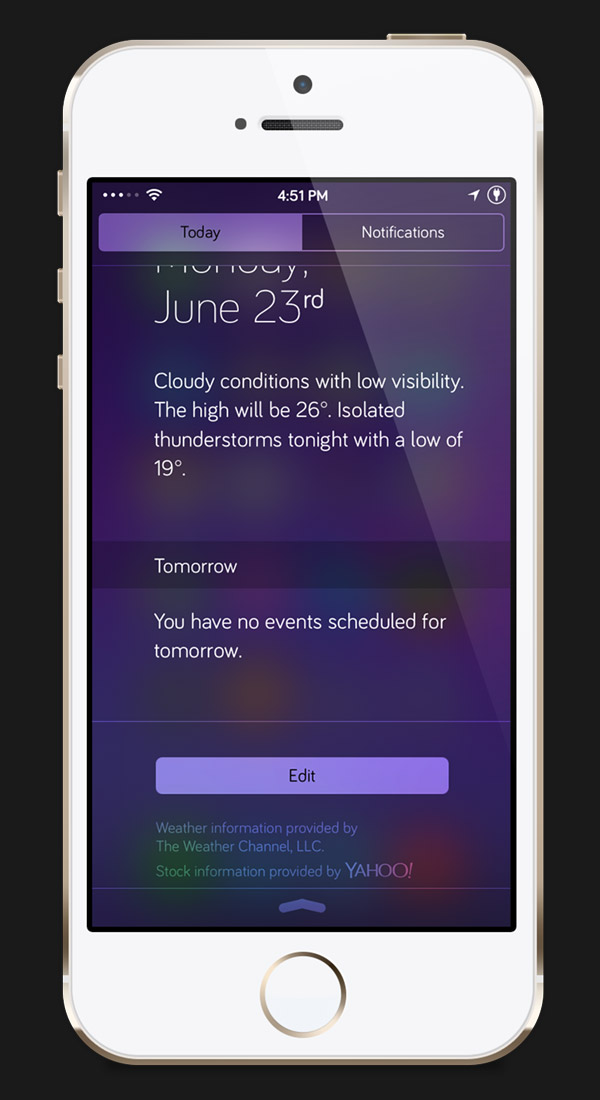 4:51 PM
Today
Notifications
Monday,
June 23rd
Cloudy conditions with low visibility.
The high will be 26°. Isolated
thunderstorms tonight with a low of
19°.
Tomorrow
You have no events scheduled for
tomorrow.
Edit
Weather information provided by
The Weather Channel, LLC.
Stock information provided by YAHOO!